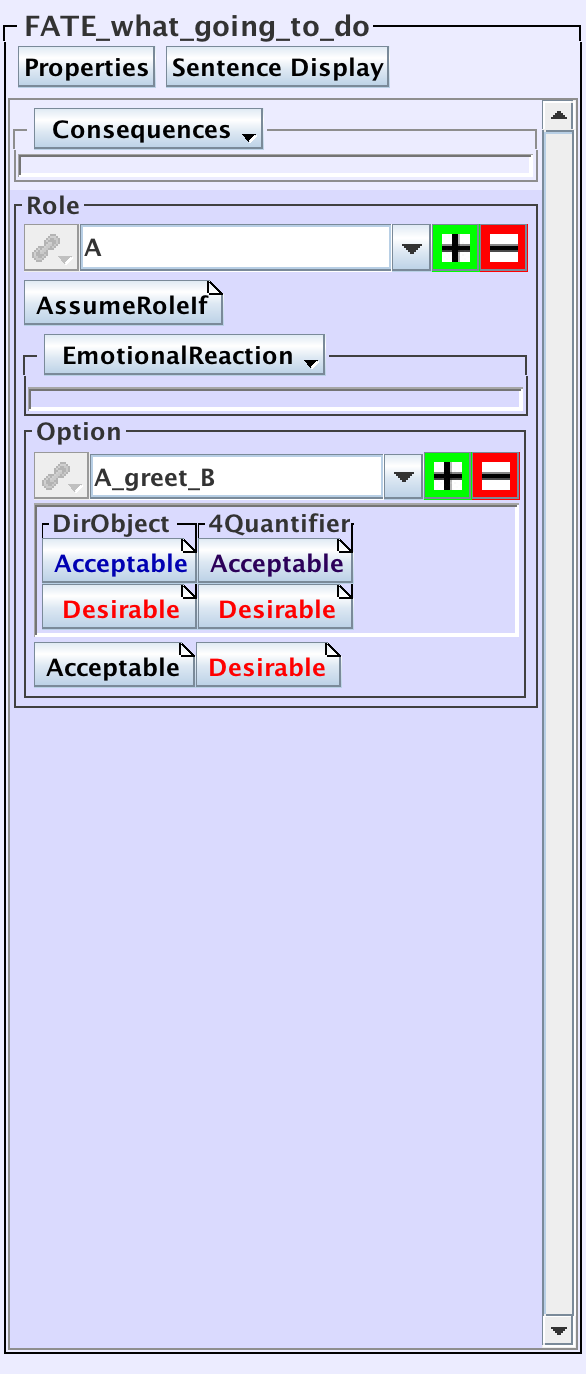 FATE_what_going_to_do
Properties Sentence Display
Consequences
Role
A
AssumeRoleIf
EmotionalReaction
Option
A_greet_B
DirObject 4Quantifier
Acceptable Acceptable
Desirable Desirable
Acceptable Desirable